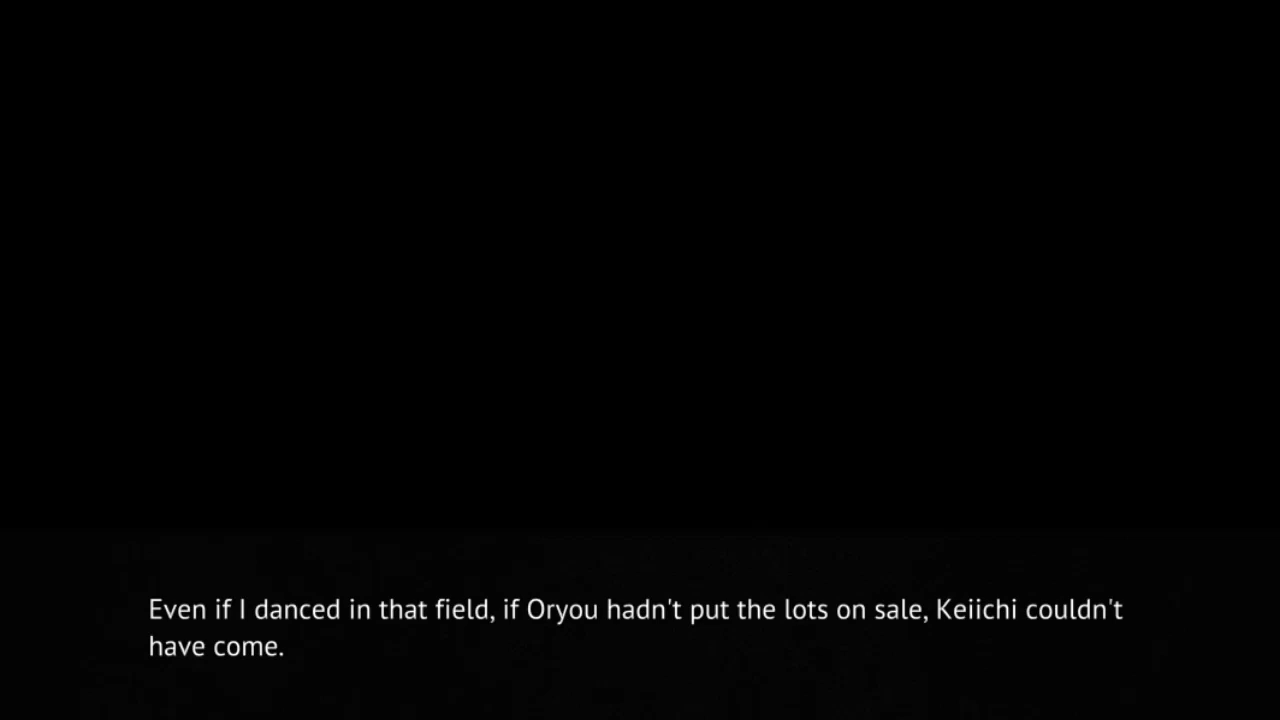 Even if I danced in that field, if Oryou hadn't put the lots on sale, Keiichi couldn't
have come.